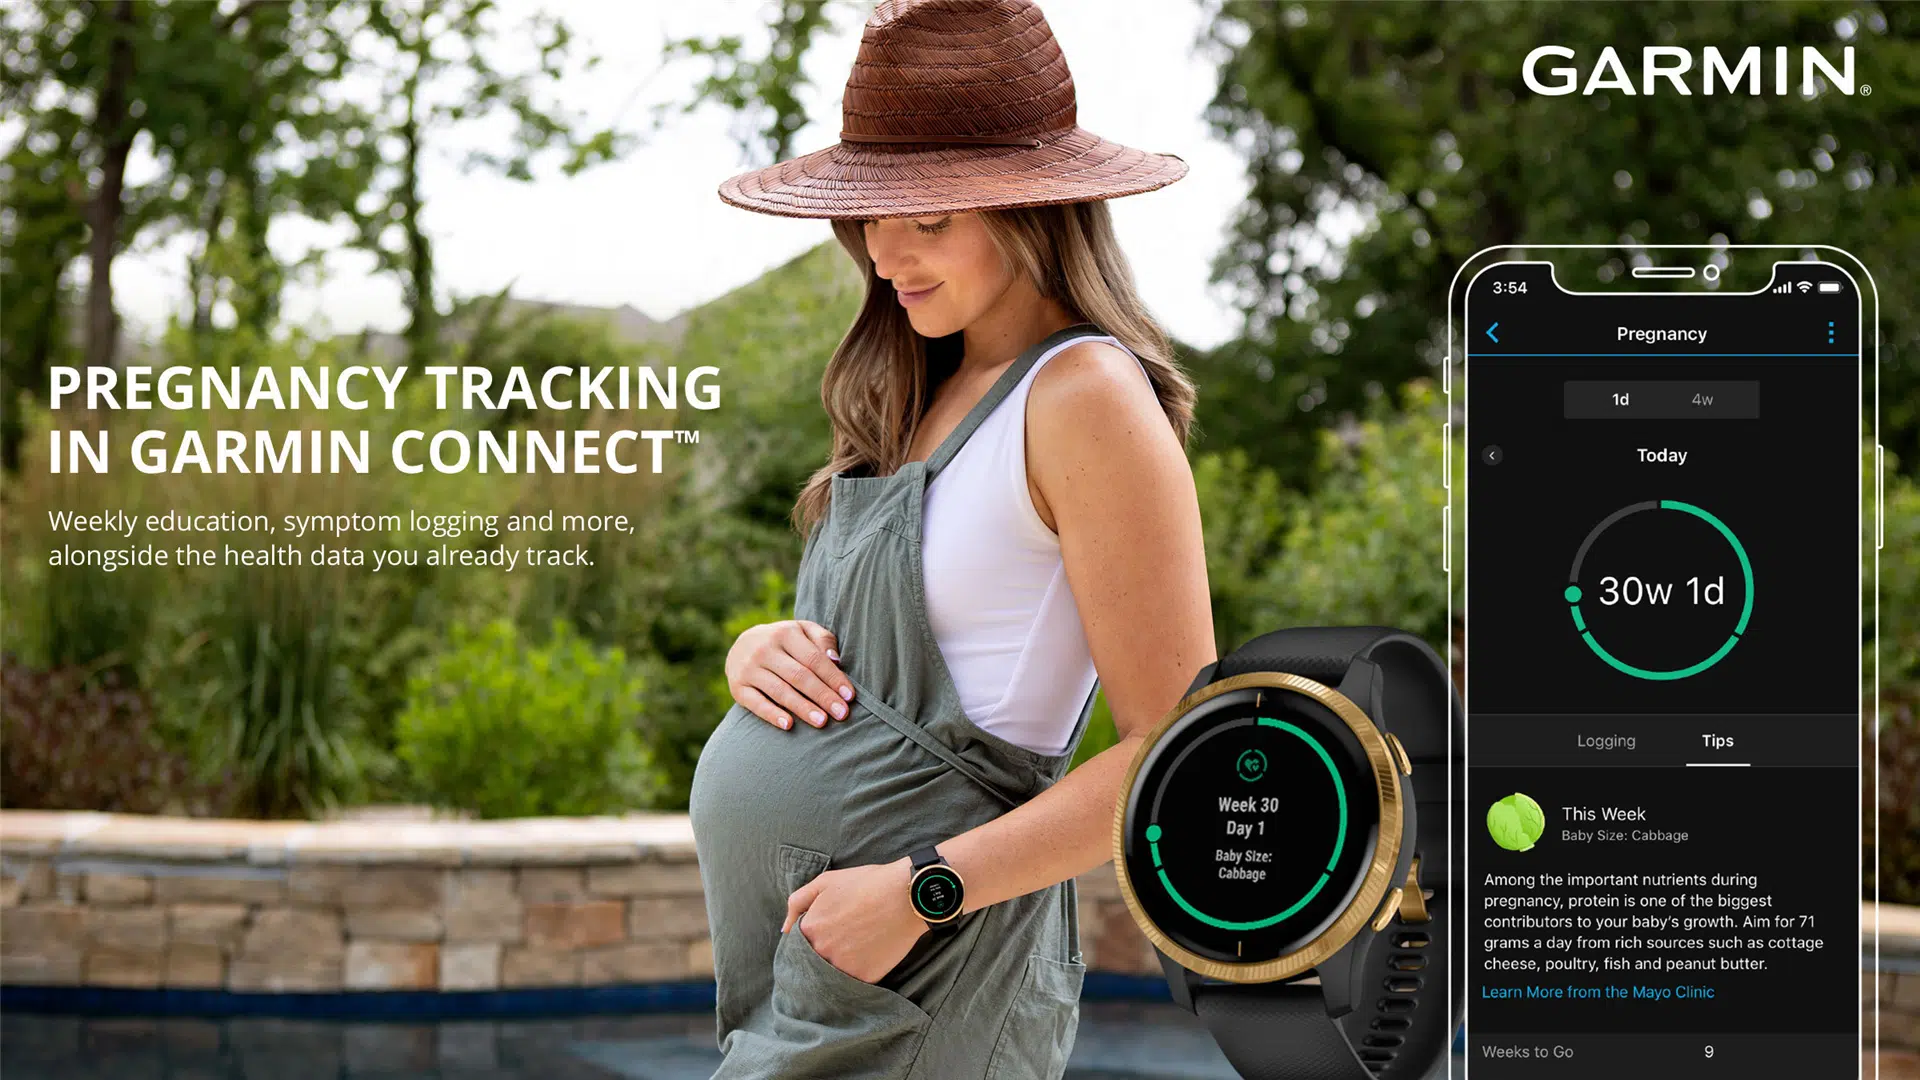 GARMIN®
PREGNANCY TRACKING
IN GARMIN CONNECT™
Weekly education, symptom logging and more,
alongside the health data you already track.
Week 30
Day 1
Baby Size:
Cabbage
3:54
Pregnancy
1d 4w
Today
30w 1d
Logging Tips
This Week
Baby Size: Cabbage
Among the important nutrients during
pregnancy, protein is one of the biggest
contributors to your baby's growth. Aim for 71
grams a day from rich sources such as cottage
cheese, poultry, fish and peanut butter.
Learn More from the Mayo Clinic
Weeks to Go 9